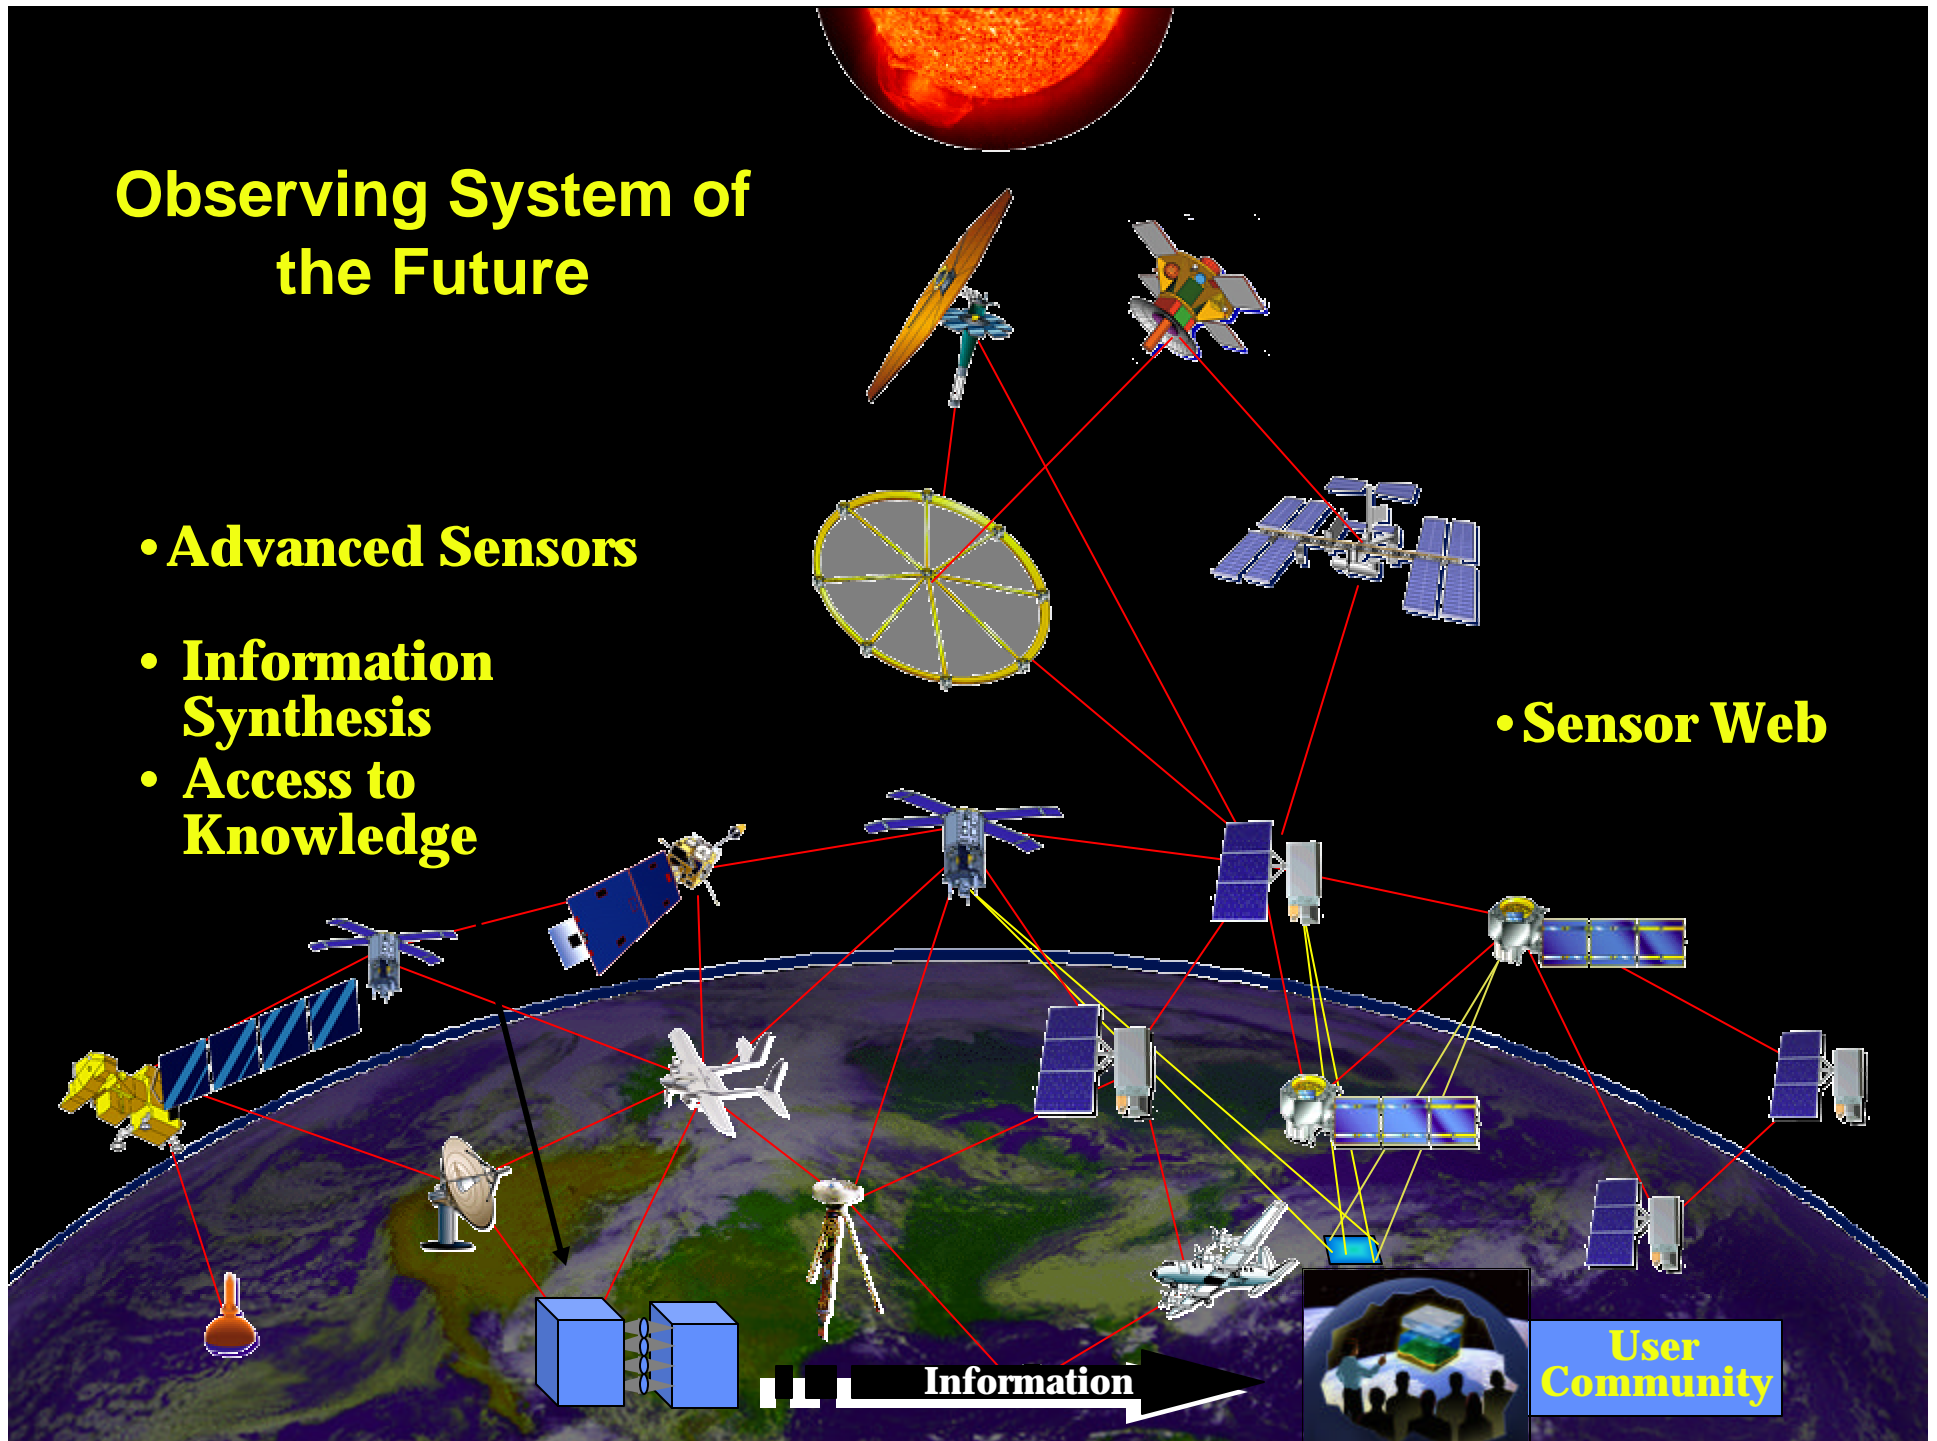 Observing System of
the Future
•Advanced Sensors
• Information
Synthesis
• Access to
Knowledge
•Sensor Web
Information
User
Community